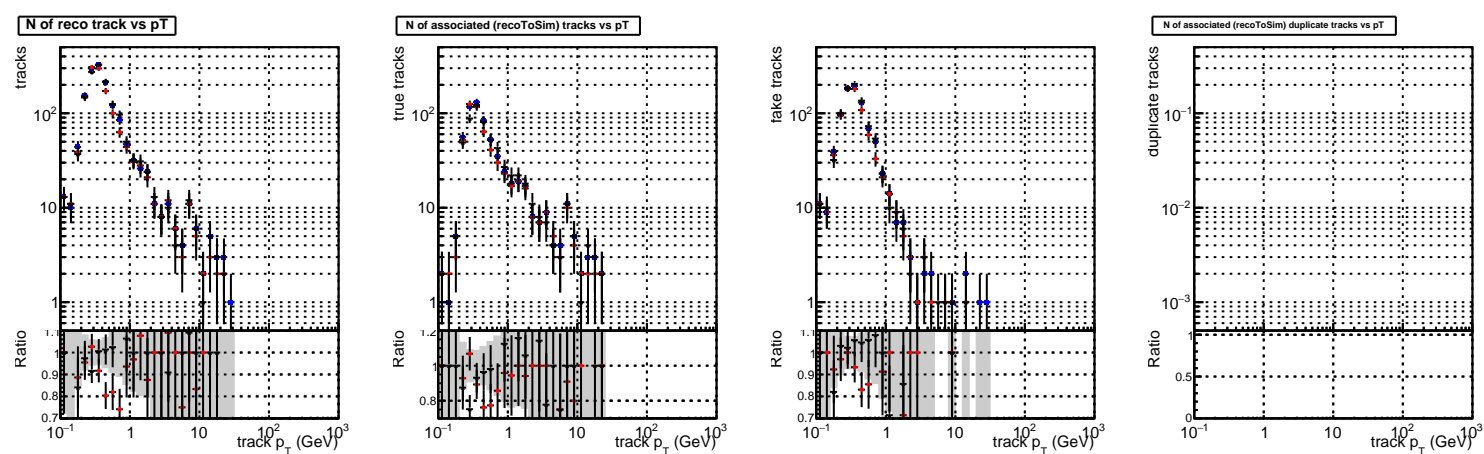 N of reco track vs pT
tracks
10²
10
1
Ratio
1.1
1
0.9
0.8
0.7
10⁻¹ 1 10 10² 10³
track p_T (GeV)
N of associated (recoToSim) tracks vs pT
true tracks
10²
10
1
Ratio
1.2
1
0.8
10⁻¹ 1 10 10² 10³
track p_T (GeV)
fake tracks
10²
10
1
Ratio
1.1
1
0.9
0.8
0.7
10⁻¹ 1 10 10² 10³
track p_T (GeV)
N of associated (recoToSim) duplicate tracks vs pT
duplicate tracks
10⁻¹
10⁻²
10⁻³
Ratio
1
0.5
0
10⁻¹ 1 10 10² 10³
track p_T (GeV)